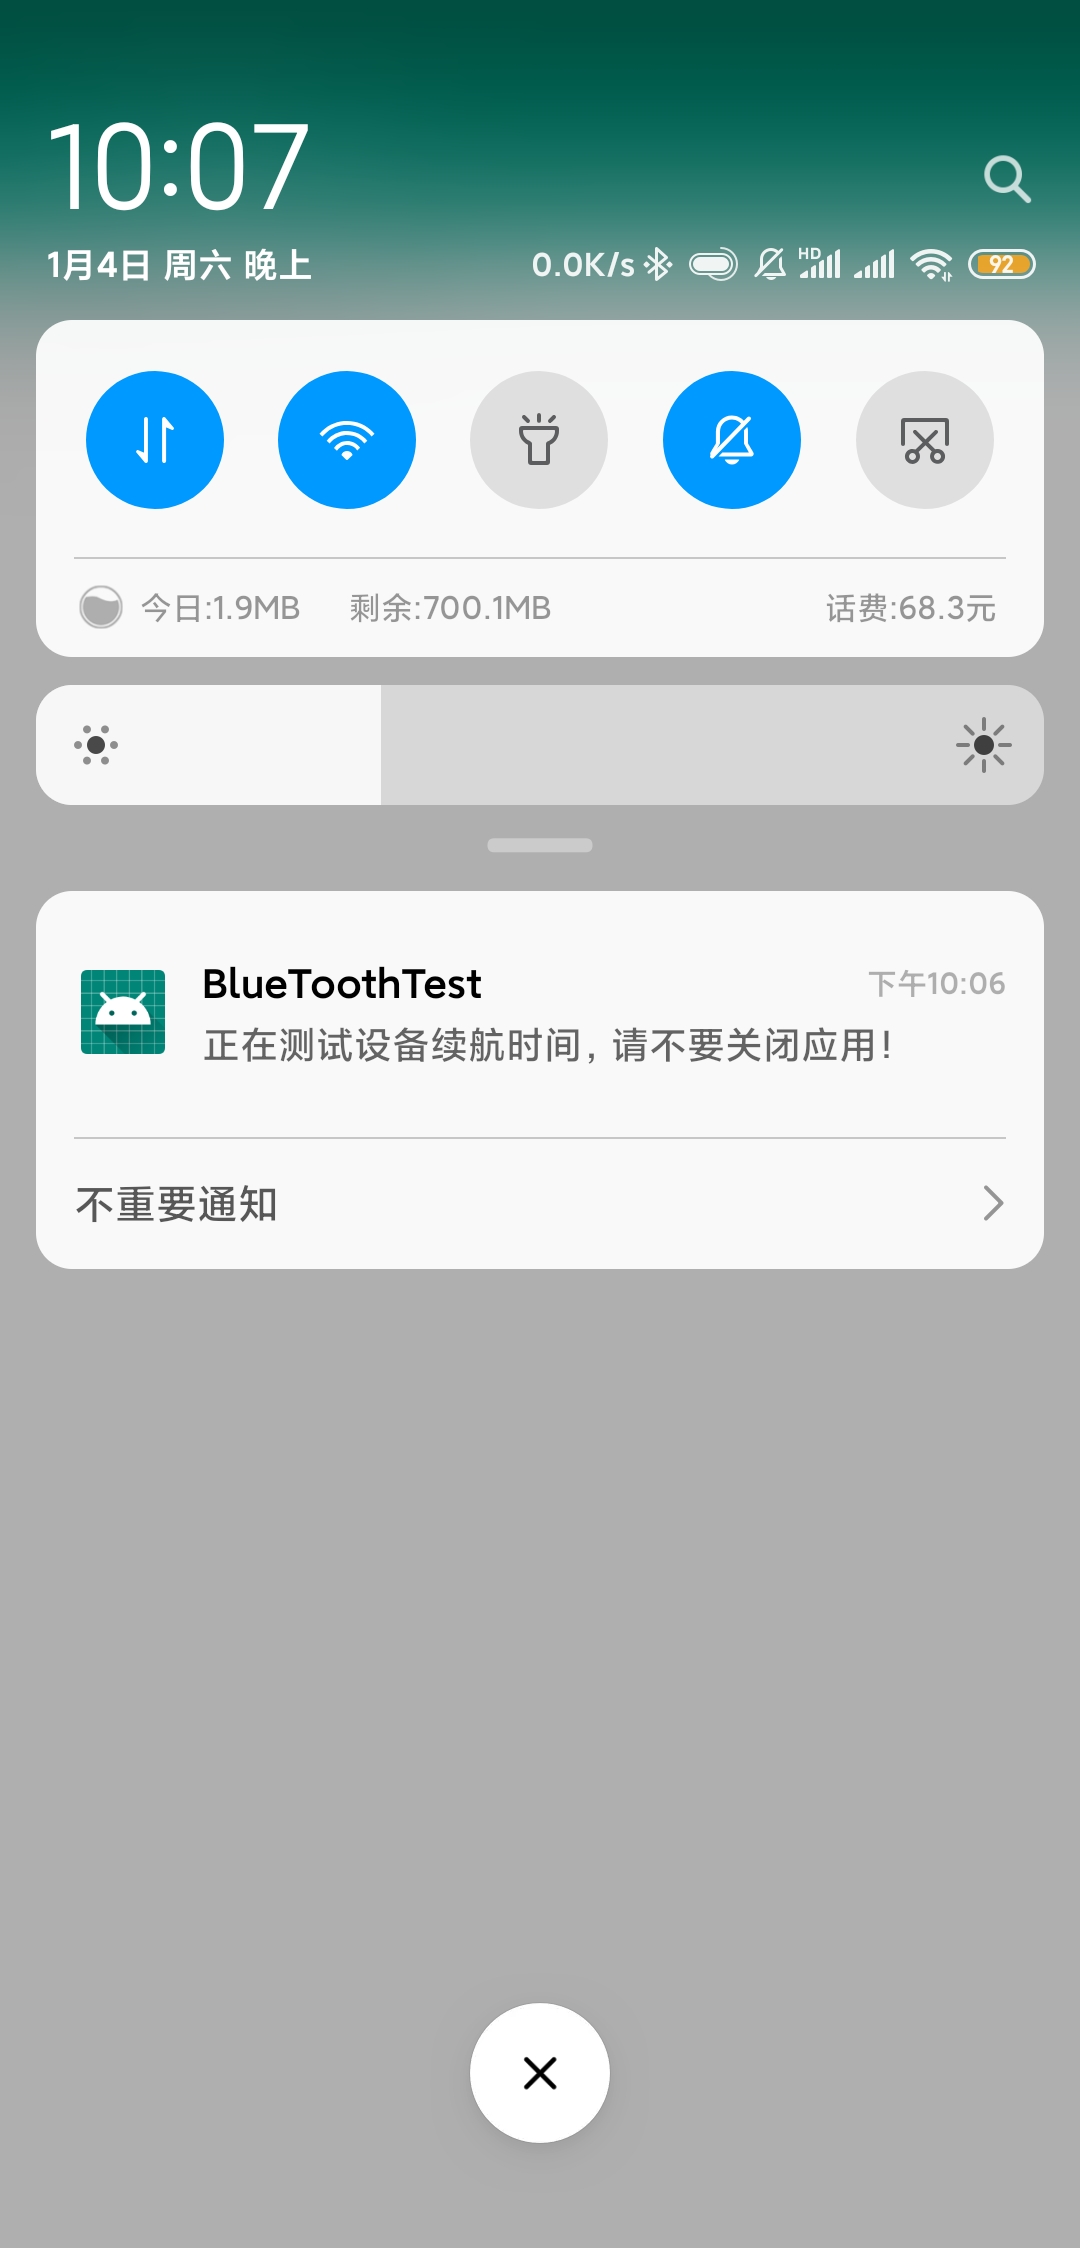 10:07
1月4日 周六 晚上
0.0K/s HD 92
今日:1.9MB 剩余:700.1MB 话费:68.3元
BlueToothTest 下午10:06
正在测试设备续航时间，请不要关闭应用！
不重要通知